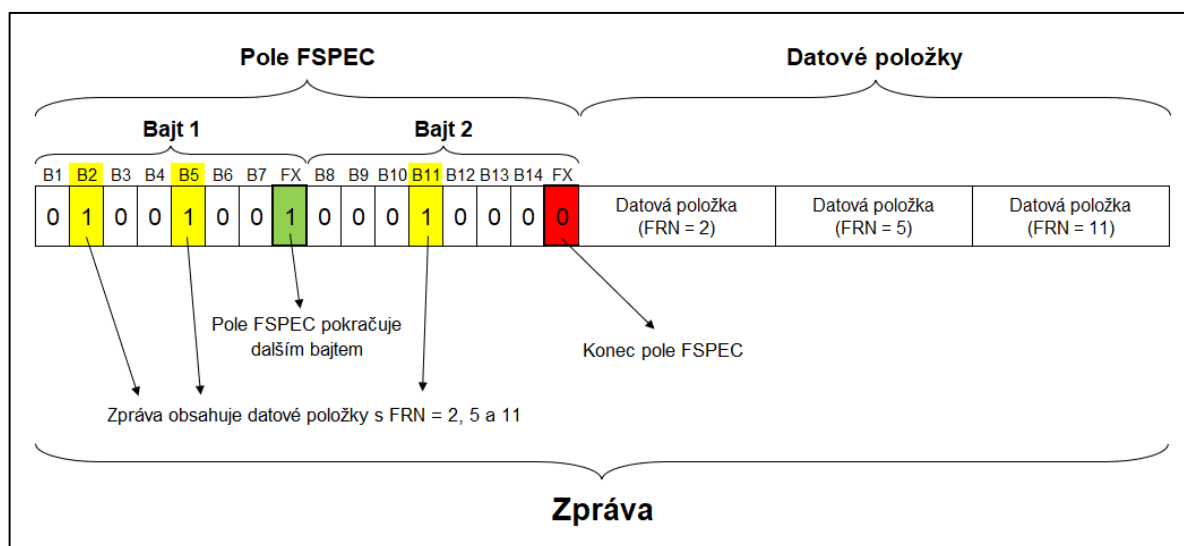 Pole FSPEC Datové položky
Bajt 1 Bajt 2
B1 B2 B3 B4 B5 B6 B7 FX B8 B9 B10 B11 B12 B13 B14 FX
0 1 0 0 1 0 0 1 0 0 0 1 0 0 0 0
Datová položka Datová položka Datová položka
(FRN = 2) (FRN = 5) (FRN = 11)
Pole FSPEC pokračuje
dalším bajtem
Konec pole FSPEC
Zpráva obsahuje datové položky s FRN = 2, 5 a 11
Zpráva